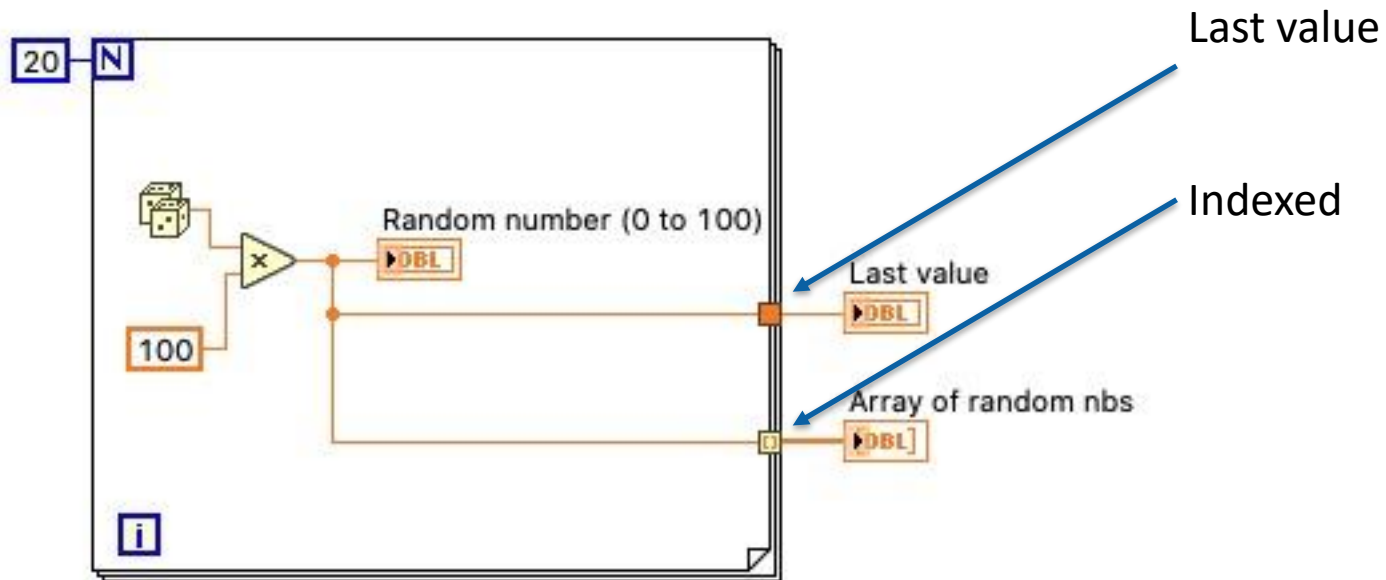 Last value
20
N
Indexed
Random number (0 to 100)
×
DBL
Last value
DBL
100
Array of random nbs
[DBL]
i